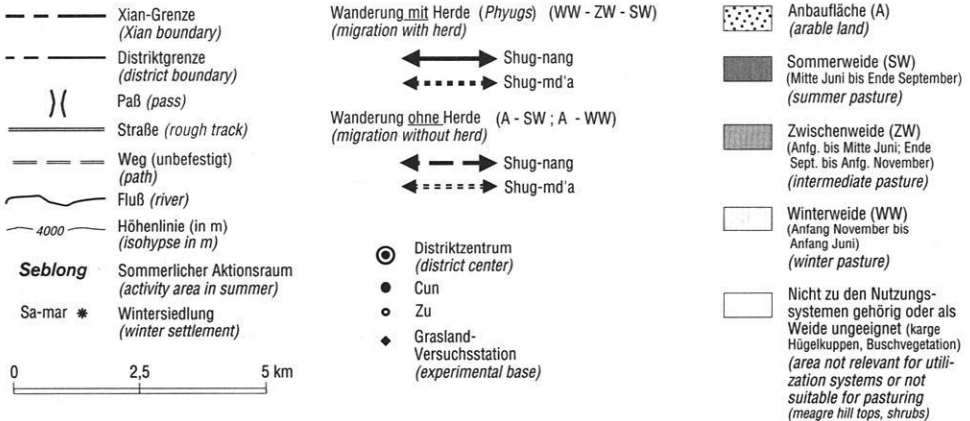 Xian-Grenze
(Xian boundary)
Distriktgrenze
(district boundary)
Paß (pass)
Straße (rough track)
Weg (unbefestigt)
(path)
Fluß (river)
4000 Höhenlinie (in m)
(isohypse in m)
Seblong Sommerlicher Aktionsraum
(activity area in summer)
Sa-mar ✷ Wintersiedlung
(winter settlement)
0 2,5 5 km
Wanderung mit Herde (Phyugs) (WW - ZW - SW)
(migration with herd)
Shug-nang
Shug-md'a
Wanderung ohne Herde (A - SW ; A - WW)
(migration without herd)
Shug-nang
Shug-md'a
Distriktzentrum
(district center)
Cun
Zu
Grasland-
Versuchsstation
(experimental base)
Anbaufläche (A)
(arable land)
Sommerweide (SW)
(Mitte Juni bis Ende September)
(summer pasture)
Zwischenweide (ZW)
(Anfg. bis Mitte Juni; Ende
Sept. bis Anfg. November)
(intermediate pasture)
Winterweide (WW)
(Anfang November bis
Anfang Juni)
(winter pasture)
Nicht zu den Nutzungs-
systemen gehörig oder als
Weide ungeeignet (karge
Hügelkuppen, Buschvegetation)
(area not relevant for utili-
zation systems or not
suitable for pasturing
(meagre hill tops, shrubs)